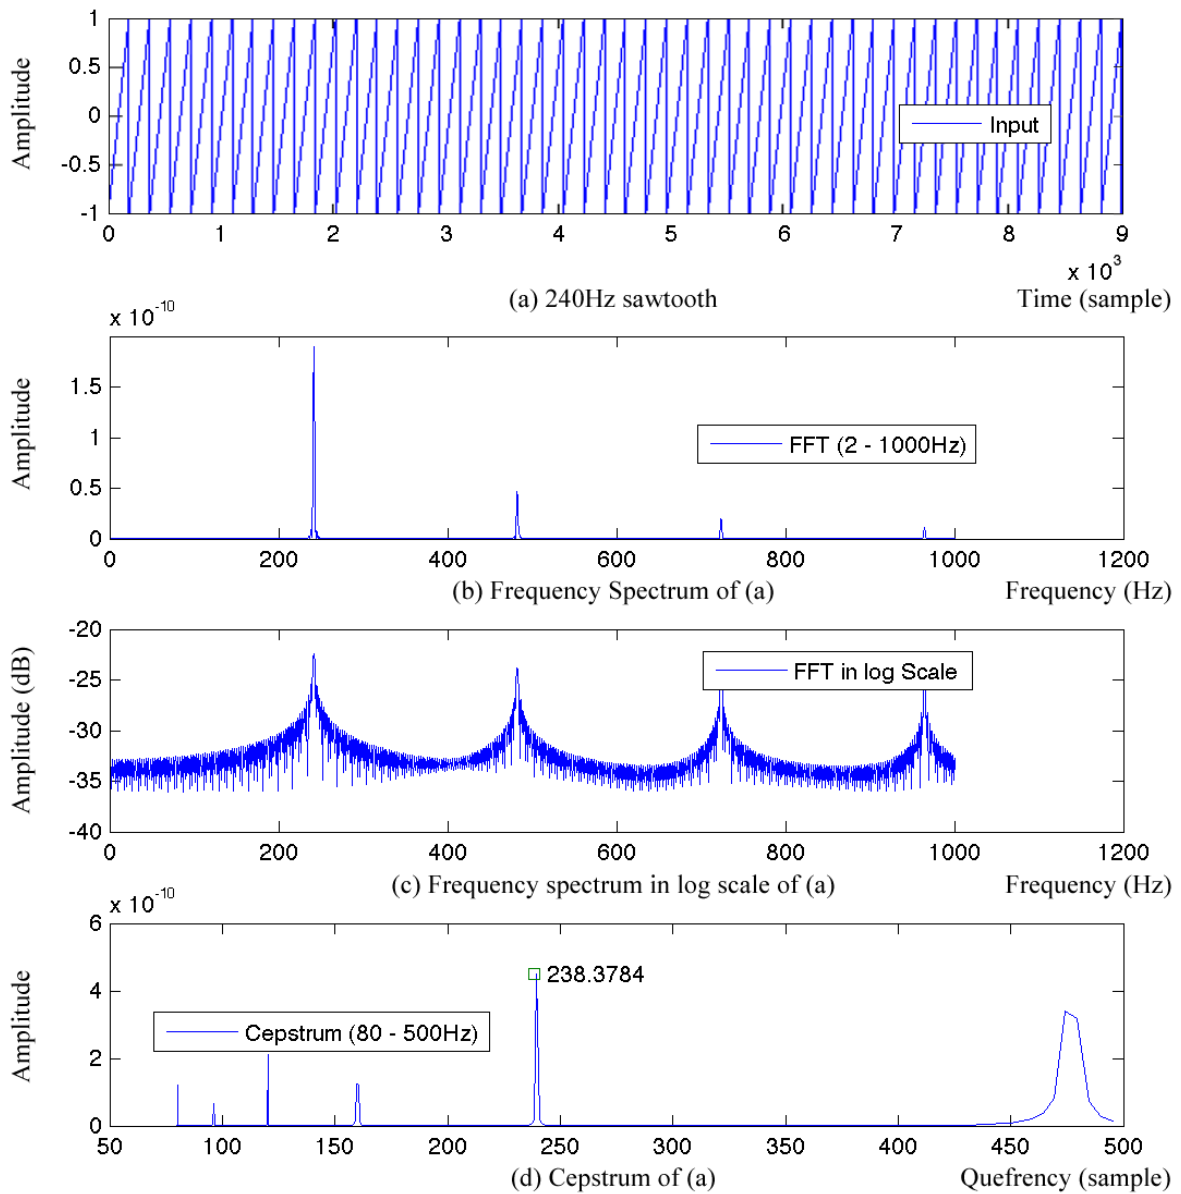 1
0.5
0
-0.5
-1
Amplitude
Input
0 1 2 3 4 5 6 7 8 9
x 10^3
(a) 240Hz sawtooth
Time (sample)
x 10^-10
1.5
1
0.5
0
Amplitude
FFT (2 - 1000Hz)
0 200 400 600 800 1000 1200
(b) Frequency Spectrum of (a)
Frequency (Hz)
-20
-25
-30
-35
-40
Amplitude (dB)
FFT in log Scale
0 200 400 600 800 1000 1200
(c) Frequency spectrum in log scale of (a)
Frequency (Hz)
x 10^-10
6
4
2
0
Amplitude
238.3784
Cepstrum (80 - 500Hz)
50 100 150 200 250 300 350 400 450 500
(d) Cepstrum of (a)
Quefrency (sample)